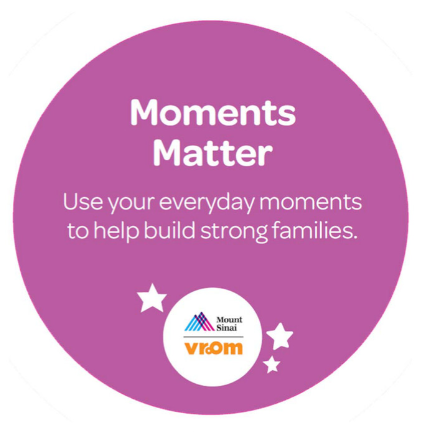 Moments
Matter
Use your everyday moments
to help build strong families.
Mount
Sinai
vroom